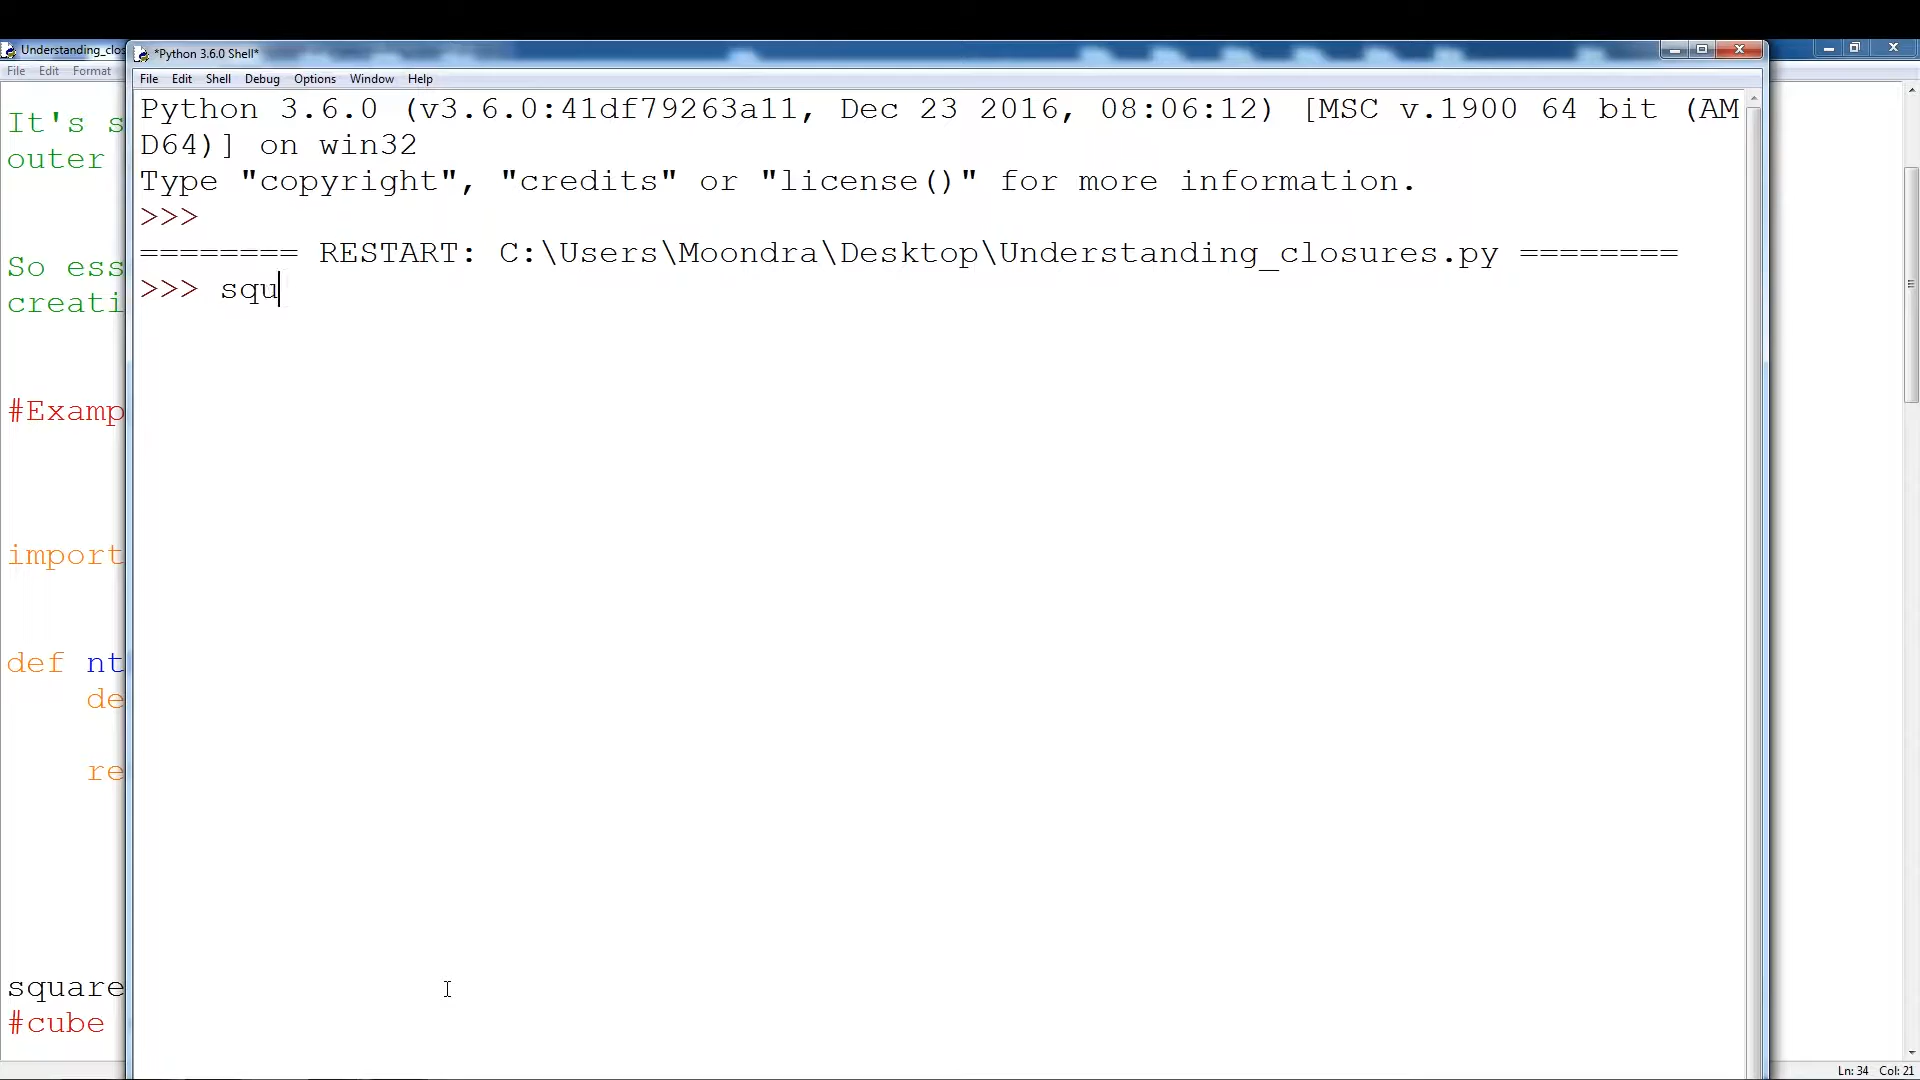 Understanding_clos
File Edit Format
It's s
outer
So ess
creati
#Examp
import
def nt
de
re
square
#cube
*Python 3.6.0 Shell*
File Edit Shell Debug Options Window Help
Python 3.6.0 (v3.6.0:41df79263a11, Dec 23 2016, 08:06:12) [MSC v.1900 64 bit (AM
D64)] on win32
Type "copyright", "credits" or "license()" for more information.
>>>
======== RESTART: C:\Users\Moondra\Desktop\Understanding_closures.py ========
>>> squ
Ln: 34 Col: 21